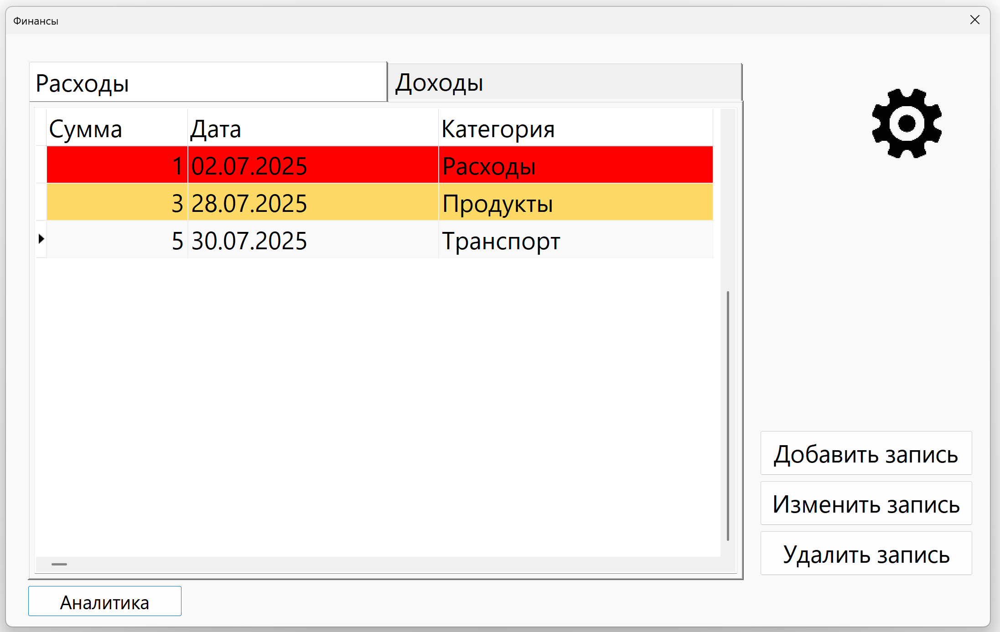 Финансы
Расходы Доходы
Сумма Дата Категория
1 02.07.2025 Расходы
3 28.07.2025 Продукты
5 30.07.2025 Транспорт
Добавить запись
Изменить запись
Удалить запись
Аналитика